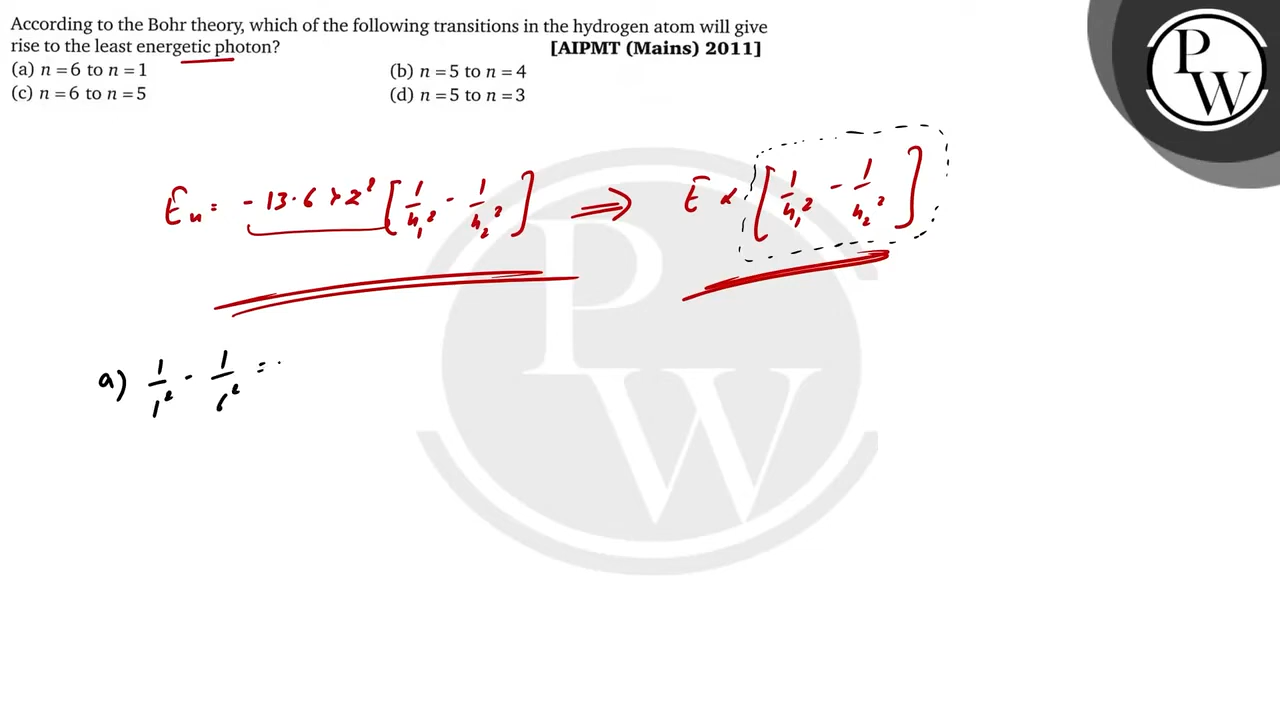 According to the Bohr theory, which of the following transitions in the hydrogen atom will give
rise to the least energetic photon? [AIPMT (Mains) 2011]
(a) n = 6 to n = 1 (b) n = 5 to n = 4
(c) n = 6 to n = 5 (d) n = 5 to n = 3
Eₙ = -13.6 × Z² [1/n₁² - 1/n₂²] ⇒ E ∝ [1/n₁² - 1/n₂²]
a) 1/1² - 1/6² =
P W
P W